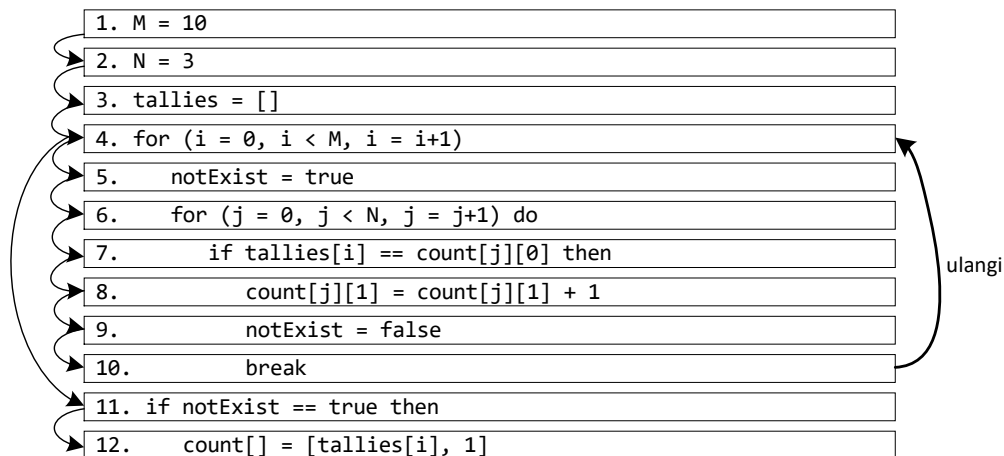 1. M = 10
2. N = 3
3. tallies = []
4. for (i = 0, i < M, i = i+1)
5. notExist = true
6. for (j = 0, j < N, j = j+1) do
7. if tallies[i] == count[j][0] then
8. count[j][1] = count[j][1] + 1
9. notExist = false
10. break
11. if notExist == true then
12. count[] = [tallies[i], 1]
ulangi